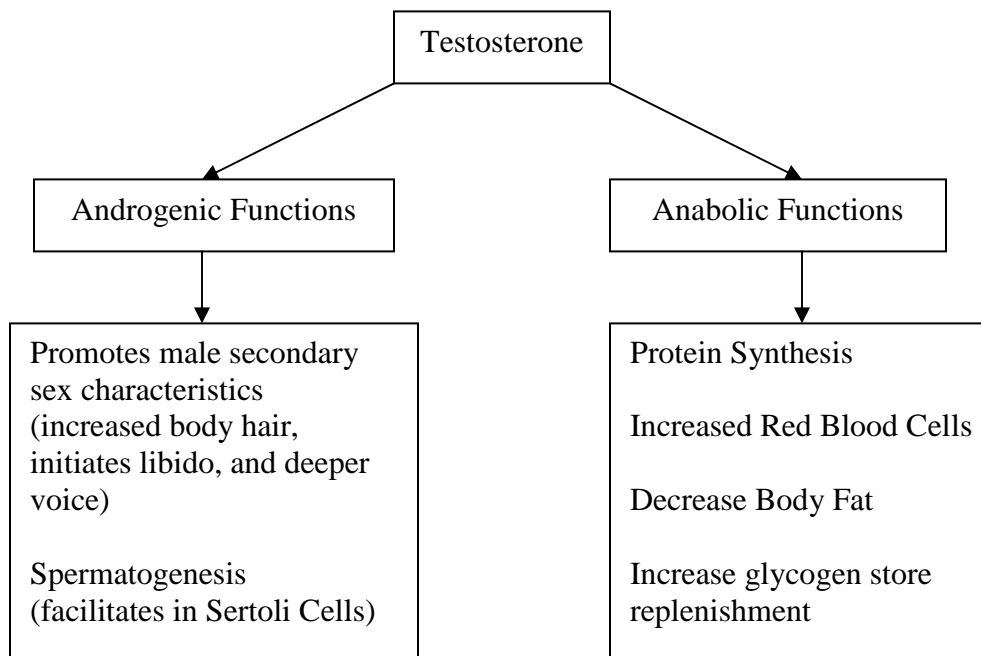 Testosterone
Androgenic Functions
Anabolic Functions
Promotes male secondary
sex characteristics
(increased body hair,
initiates libido, and deeper
voice)
Spermatogenesis
(facilitates in Sertoli Cells)
Protein Synthesis
Increased Red Blood Cells
Decrease Body Fat
Increase glycogen store
replenishment